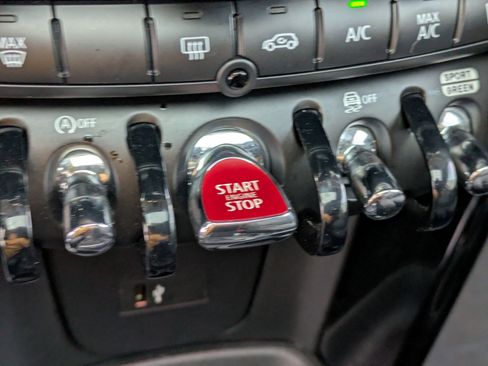 MAX
A/C
MAX
A/C
A OFF
OFF
SPORT
GREEN
START
ENGINE
STOP